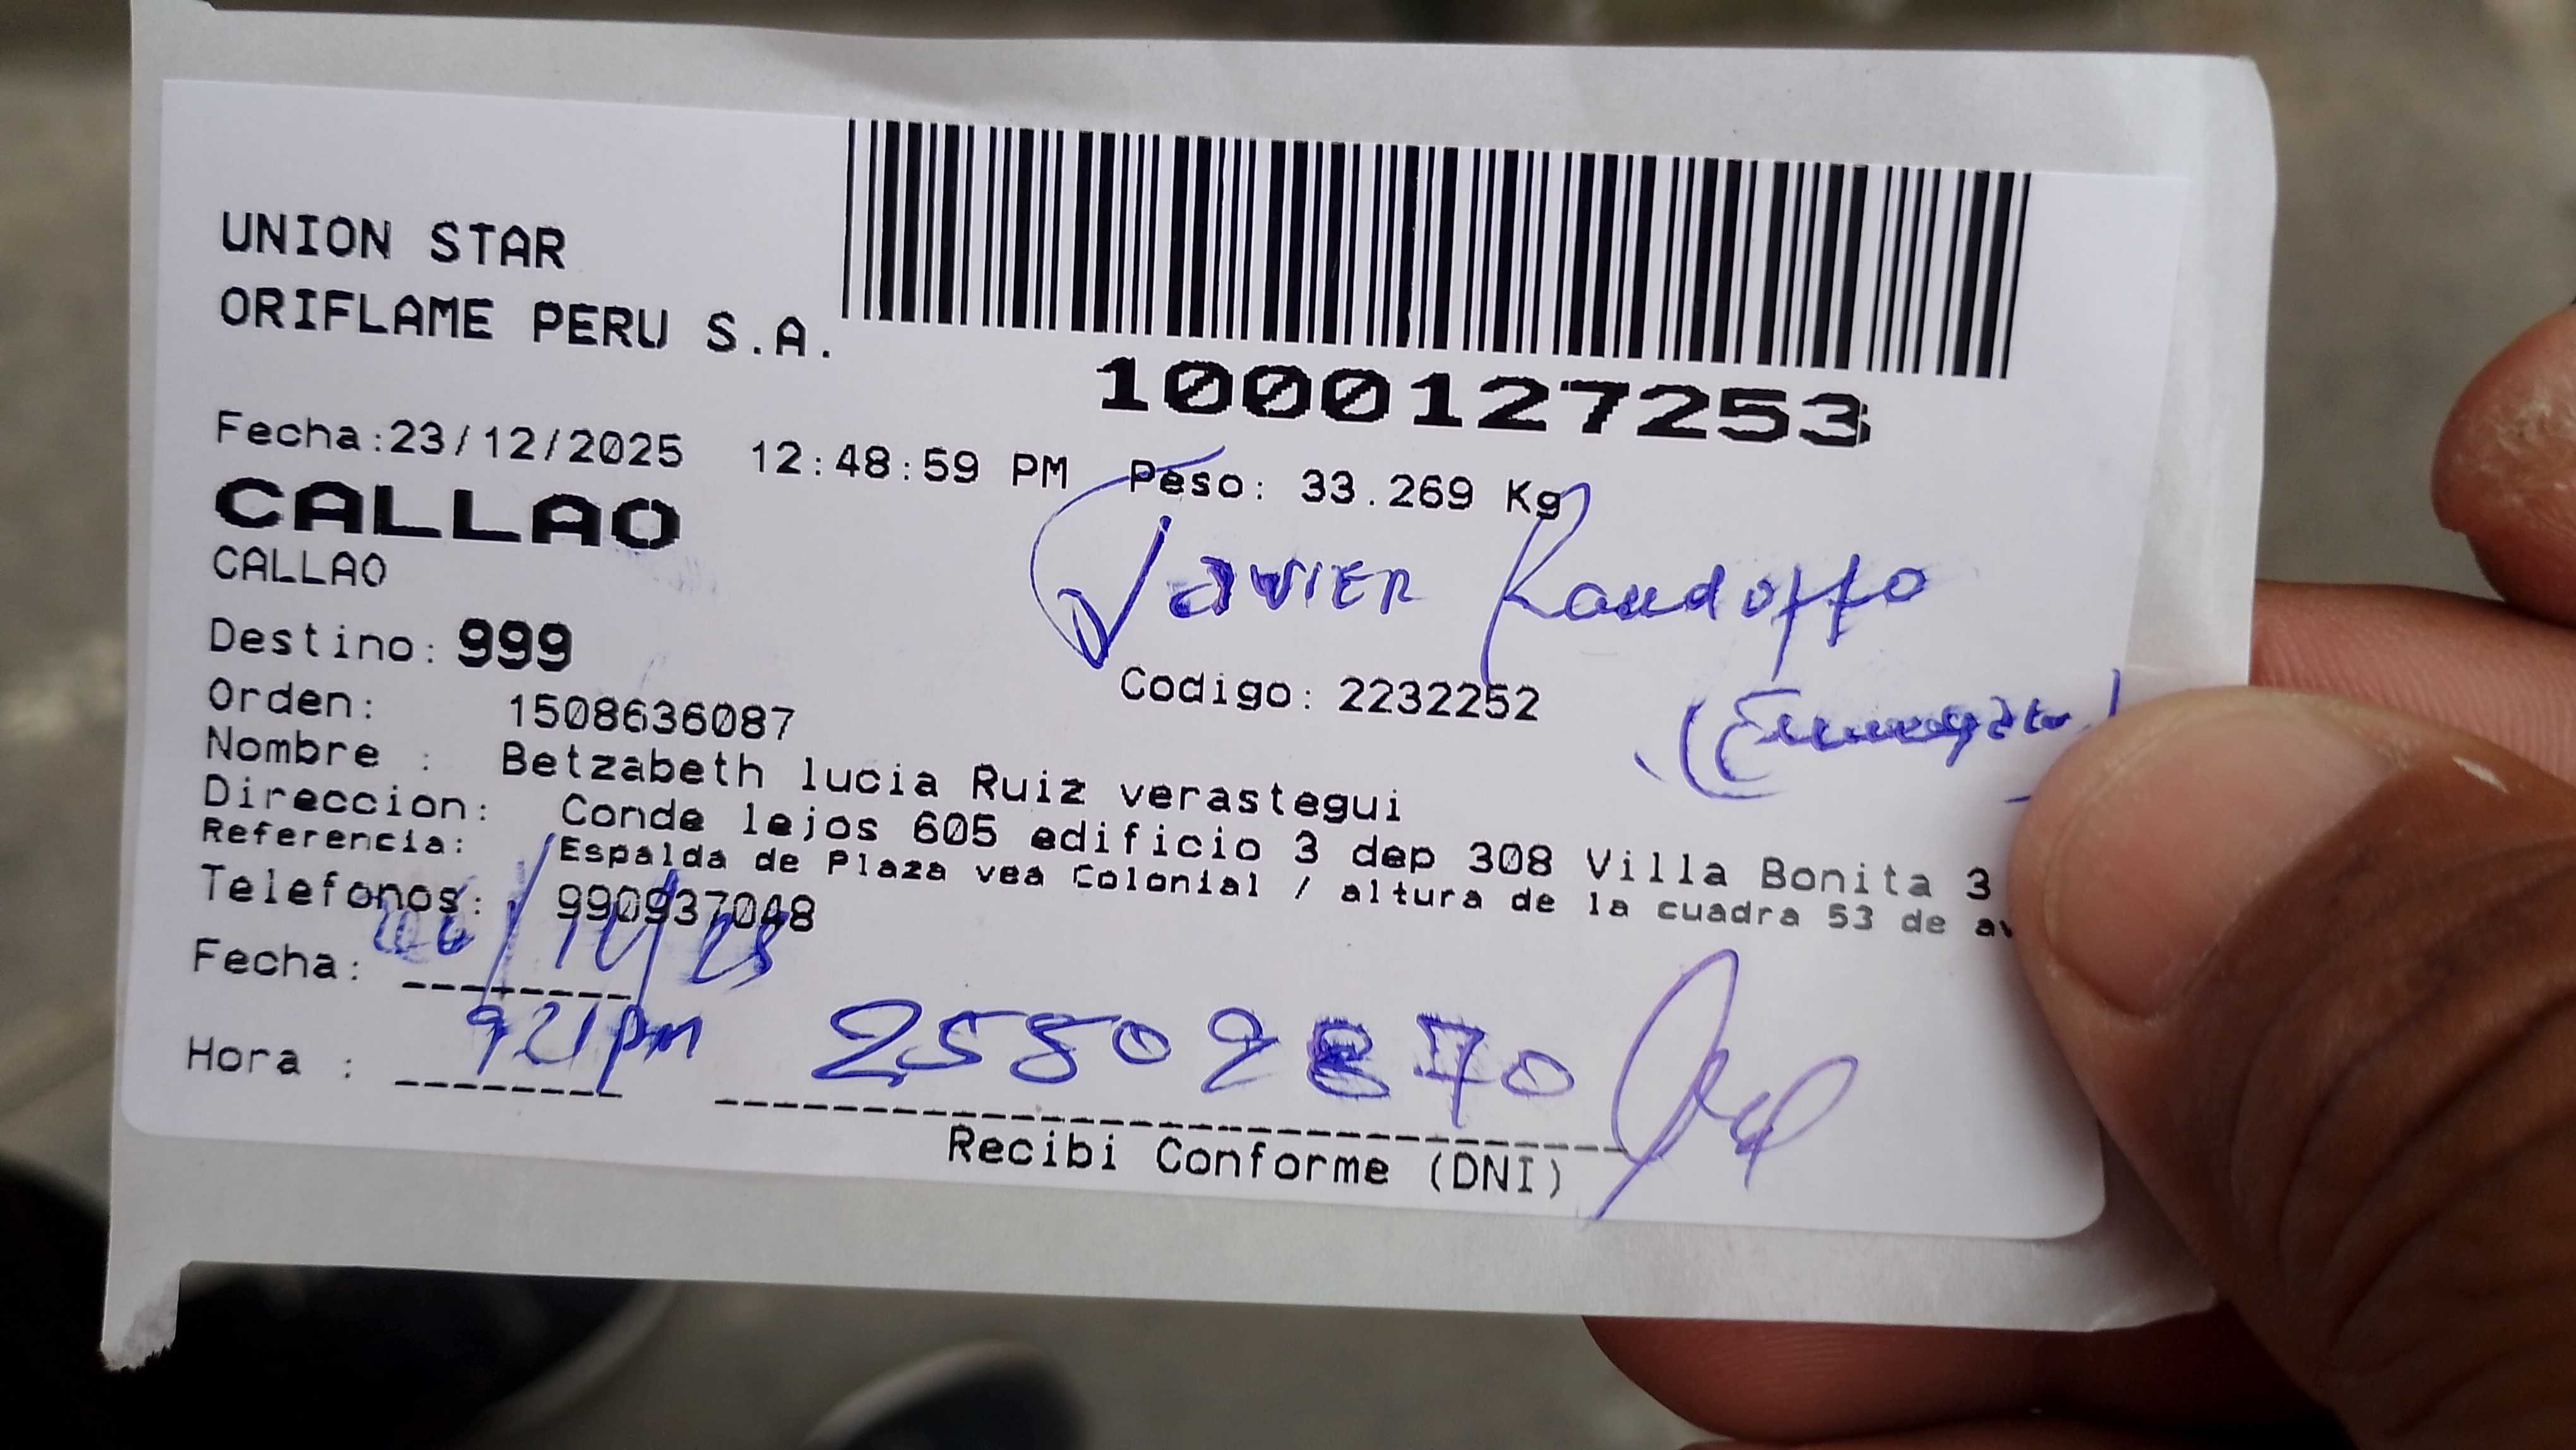 UNION STAR
ORIFLAME PERU S.A.
1000127253
Fecha:23/12/2025 12:48:59 PM Peso: 33.269 Kg
CALLAO
CALLAO
Javier
Destino: 999
Orden: 1508636087 Codigo: 2232252
Nombre : Betzabeth lucia Ruiz verastegui
Direccion: Conde lejos 605 edificio 3 dep 308 Villa Bonita 3
Referencia: Espalda de Plaza vea Colonial / altura de la cuadra 53 de av
Telefonos: 990937048
Fecha:
Hora : 921pm
Recibi Conforme (DNI)